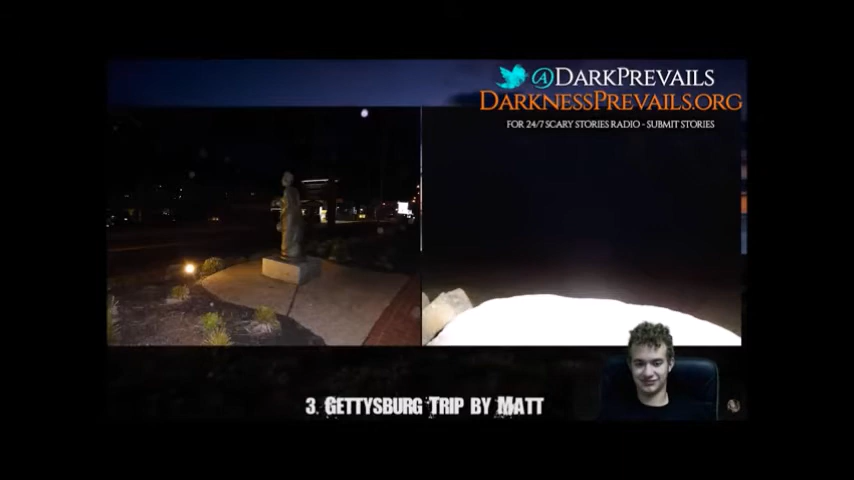 @DarkPrevails
DarknessPrevails.org
For 24/7 Scary Stories Radio - Submit Stories
3. Gettysburg Trip by Matt